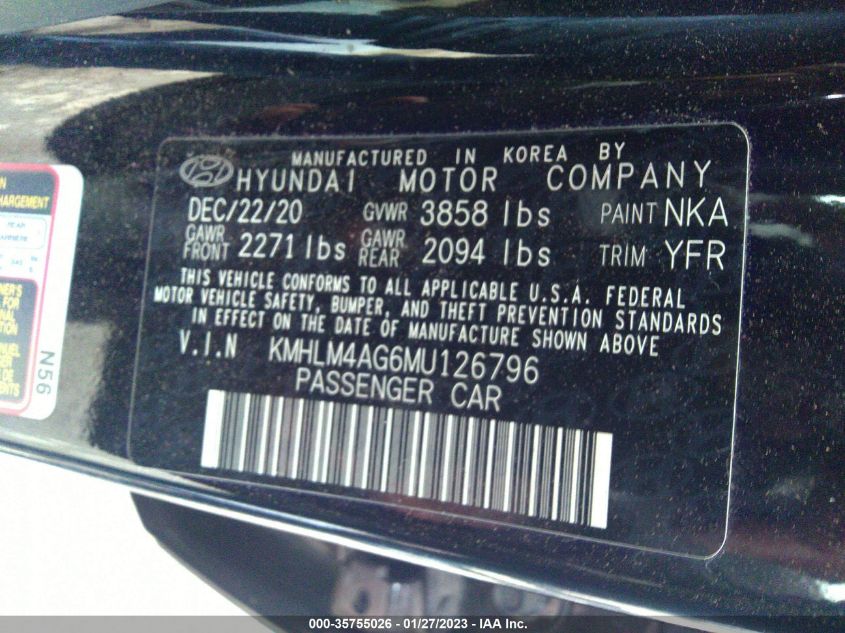 MANUFACTURED IN KOREA BY
HYUNDAI MOTOR COMPANY
DEC/22/20 GVWR 3858 lbs PAINT NKA
GAWR FRONT 2271 lbs GAWR REAR 2094 lbs TRIM YFR
THIS VEHICLE CONFORMS TO ALL APPLICABLE U.S.A. FEDERAL
MOTOR VEHICLE SAFETY, BUMPER, AND THEFT PREVENTION STANDARDS
IN EFFECT ON THE DATE OF MANUFACTURE SHOWN ABOVE
V.I.N KMHLM4AG6MU126796
PASSENGER CAR
N56
000-35755026 - 01/27/2023 - IAA Inc.